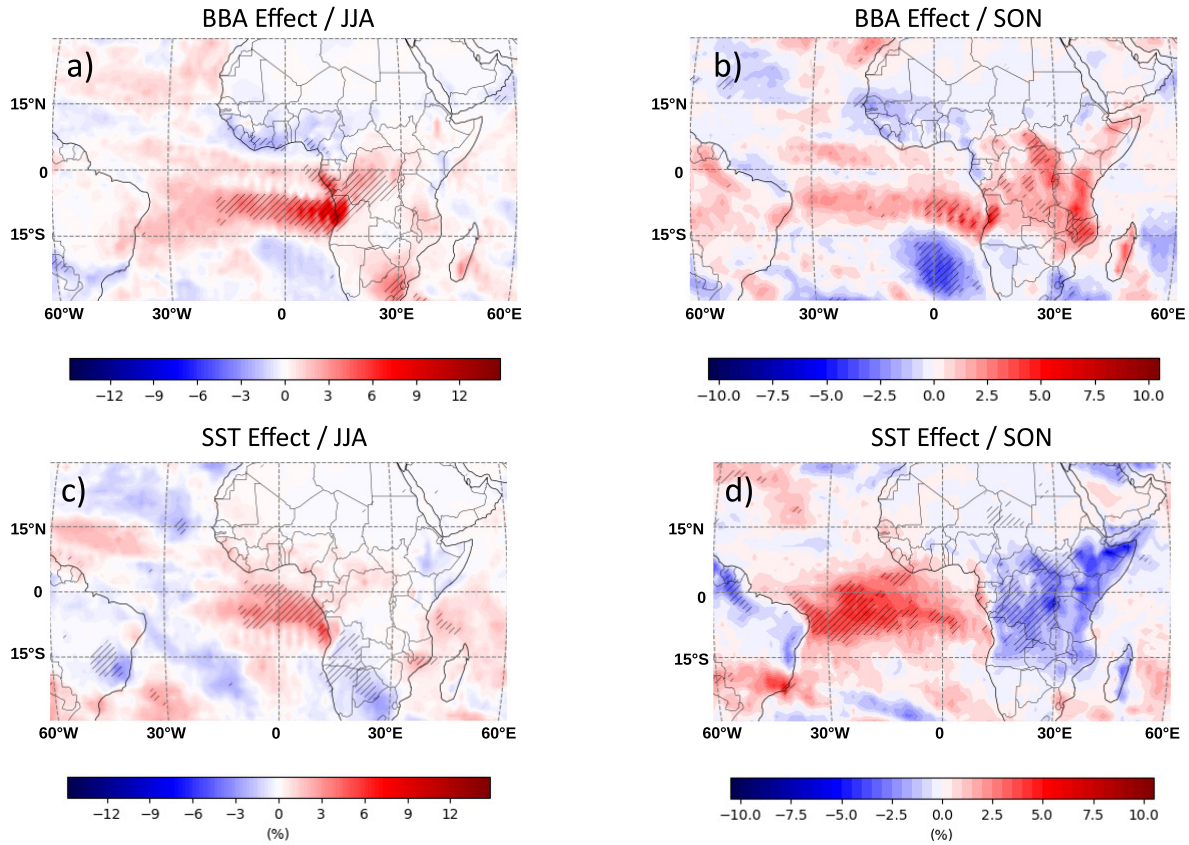 BBA Effect / JJA
BBA Effect / SON
a)
b)
15°N
0
15°S
60°W 30°W 0 30°E 60°E
15°N
0
15°S
60°W 30°W 0 30°E 60°E
−12 −9 −6 −3 0 3 6 9 12
−10.0 −7.5 −5.0 −2.5 0.0 2.5 5.0 7.5 10.0
SST Effect / JJA
SST Effect / SON
c)
d)
15°N
0
15°S
60°W 30°W 0 30°E 60°E
15°N
0
15°S
60°W 30°W 0 30°E 60°E
−12 −9 −6 −3 0 3 6 9 12
(%)
−10.0 −7.5 −5.0 −2.5 0.0 2.5 5.0 7.5 10.0
(%)